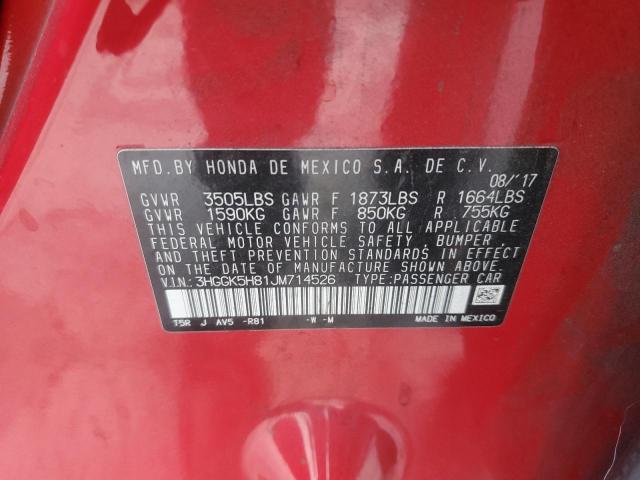 MFD. BY HONDA DE MEXICO S.A. DE C.V.
08/'17
GVWR 3505LBS GAWR F 1873LBS R 1664LBS
GVWR 1590KG GAWR F 850KG R 755KG
THIS VEHICLE CONFORMS TO ALL APPLICABLE
FEDERAL MOTOR VEHICLE SAFETY, BUMPER,
AND THEFT PREVENTION STANDARDS IN EFFECT
ON THE DATE OF MANUFACTURE SHOWN ABOVE.
V.I.N.: 3HGGK5H81JM714526 TYPE:PASSENGER CAR
T5R J AV5 -R81 -W -M MADE IN MEXICO